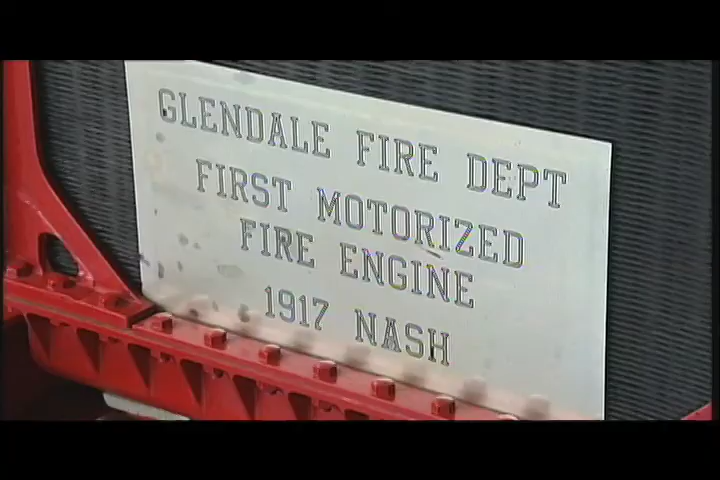 GLENDALE FIRE DEPT
FIRST MOTORIZED
FIRE ENGINE
1917 NASH